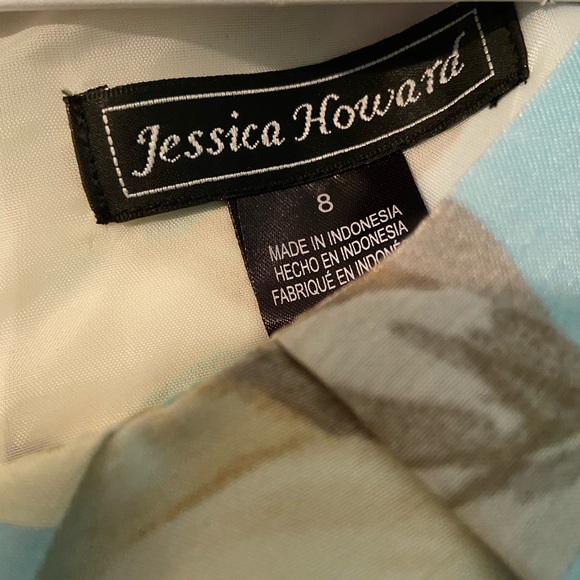 Jessica Howard
8
MADE IN INDONESIA
HECHO EN INDONESIA
FABRIQUÉ EN INDONÉ